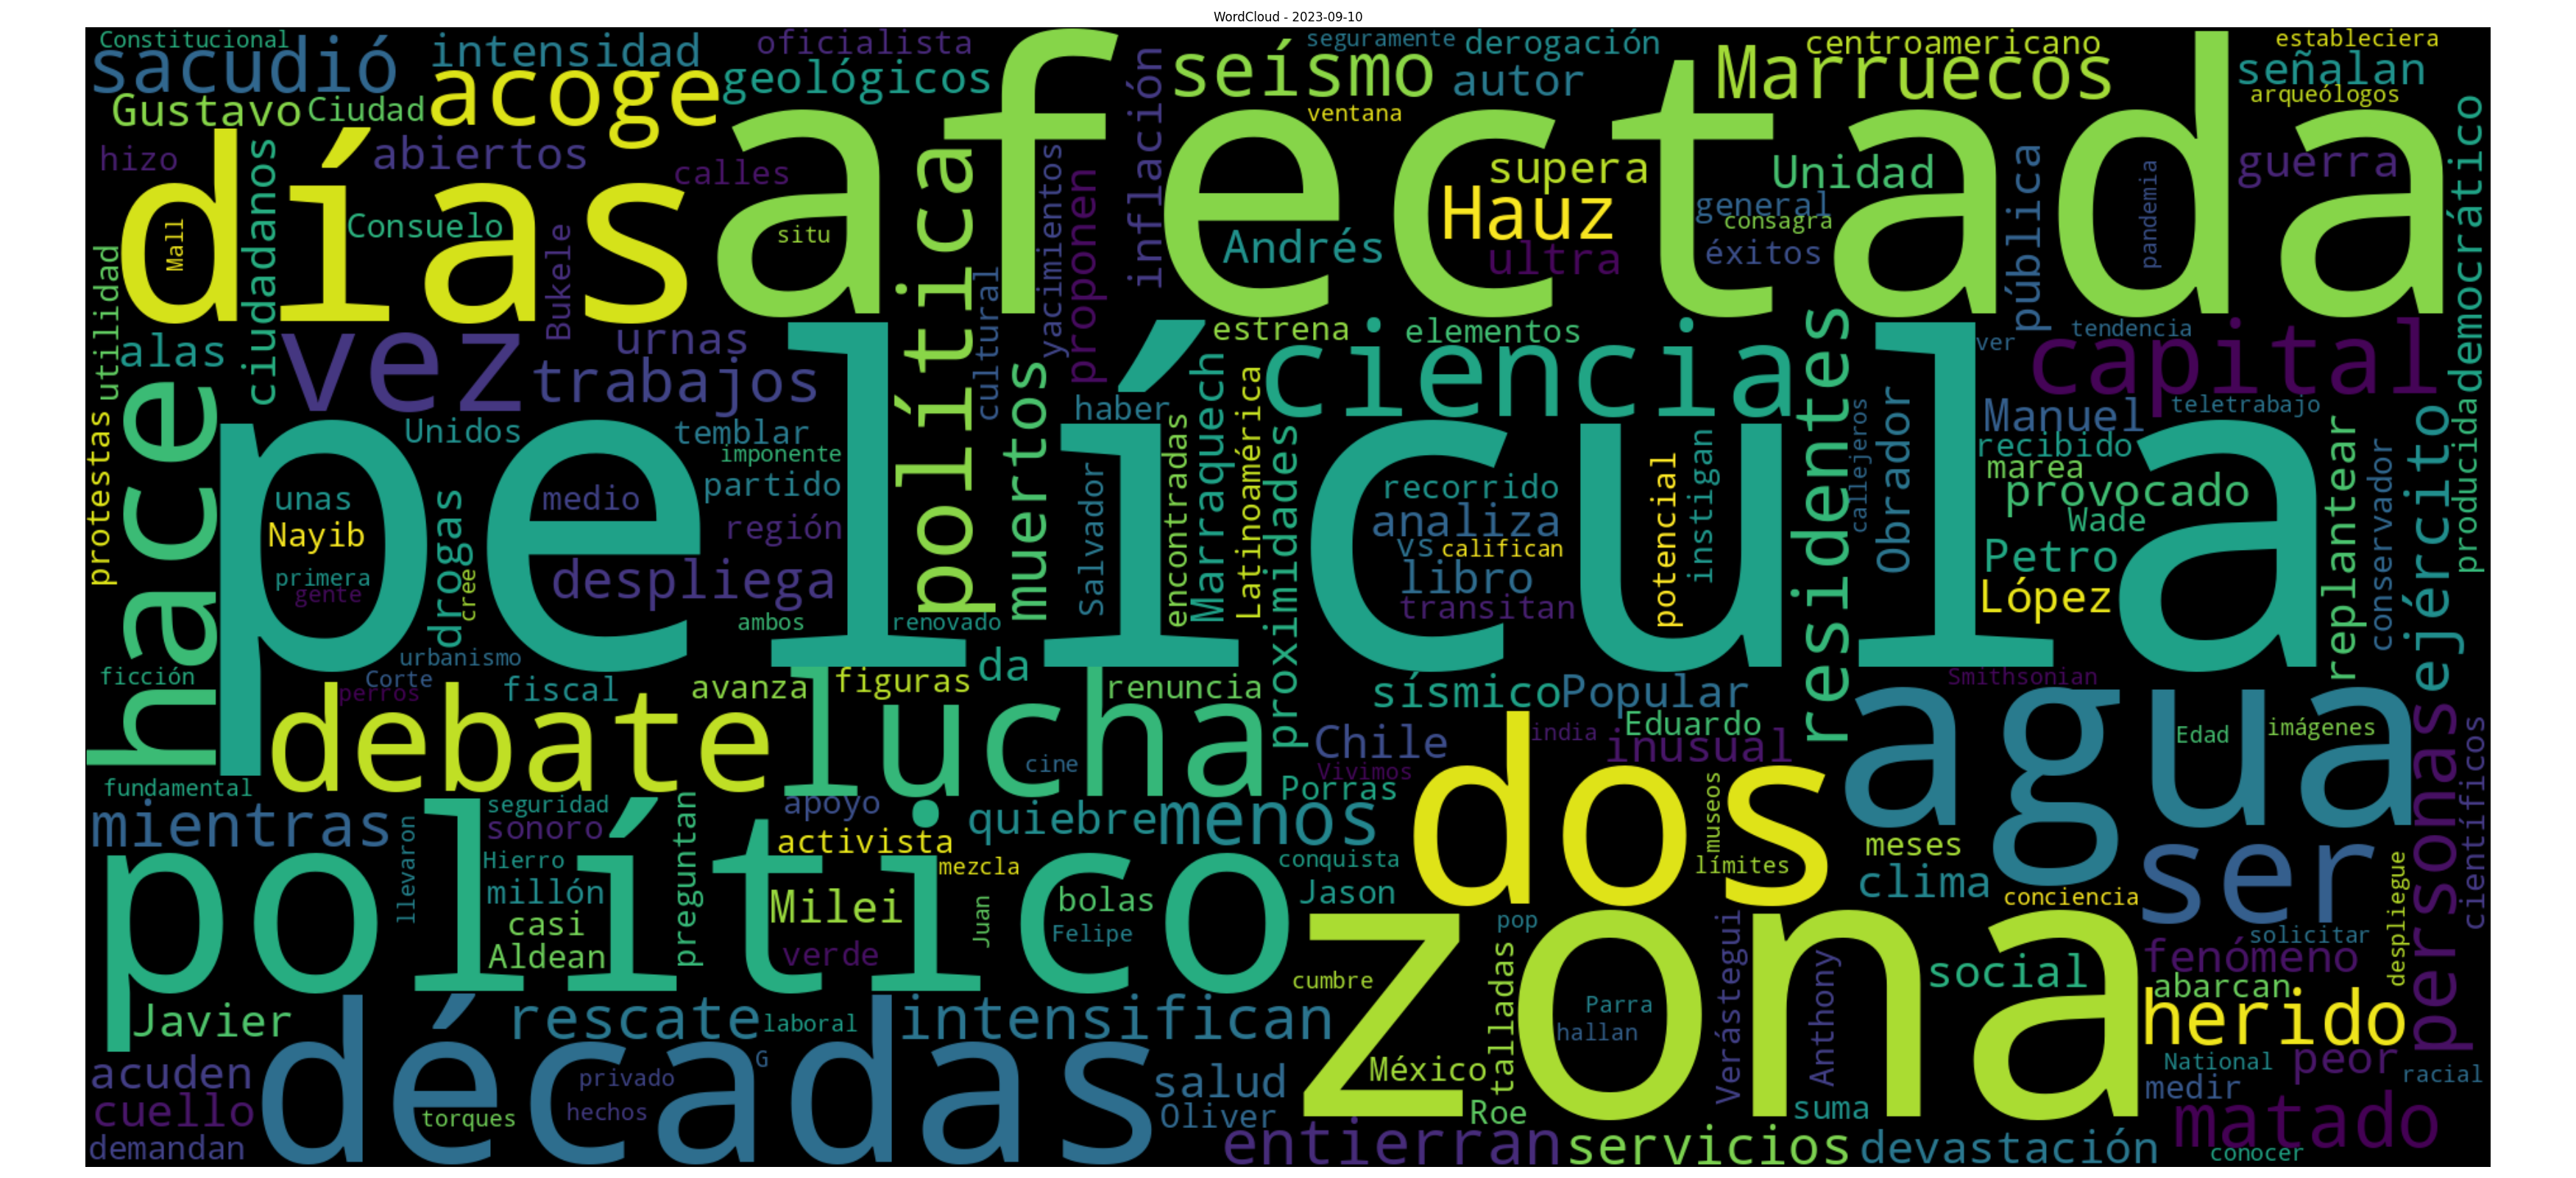 WordCloud - 2023-09-10
Constitucional
sacudió
intensidad
oficialista
geológicos
acoge
Gustavo
Ciudad
inflación
seguramente
derogación
seísmo
autor
ventana
centroamericano
Marruecos
estableciera
señalan
arqueólogos
afectada
hizo
días
abiertos
calles
ciudadanos
Mall
Consuelo
Bukele
situ
política
yacimientos
proponen
cultural
supera
Hauz
Andrés
ultra
Unidad
general
consagra
éxitos
pública
pandemia
guerra
democrático
utilidad
alas
vez
urnas
trabajos
estrena
elementos
ciencia
residentes
ver
tendencia
capital
hace
Unidos
temblar
imponente
partido
haber
muertos
Marraquech
Latinoamérica
encontradas
proximidades
Salvador
película
recorrido
analiza
vs
califican
libro
transitan
potencial
instigan
callejeros
Obrador
Manuel
recibido
marea
provocado
Wade
Petro
López
teletrabajo
replantear
conservador
ejército
producida
protestas
unas
Nayib
primera
gente
drogas
cree
medio
región
despliega
ambos
renovado
ficción
urbanismo
Corte
perros
fiscal
avanza
figuras
da
renuncia
sísmico
Popular
Smithsonian
debate
lucha
cine
Chile
Vivimos
Porras
india
Eduardo
inusual
agua
Edad
imágenes
personas
científicos
fundamental
mientras
seguridad
sonoro
apoyo
activista
quiebre
menos
dos
museos
límites
meses
clima
conciencia
ser
despliegue
político
llevaron
Hierro
millón
casi
Aldean
preguntan
Milei
verde
mezcla
Juan
bolas
Felipe
conquista
Jason
cumbre
pop
talladas
zona
Parra
hallan
Verástegui
Anthony
social
solicitar
fenómeno
abarcan
herido
Javier
rescate
laboral
intensifican
México
Roe
suma
National
peor
medir
racial
acuden
cuello
demandan
décadas
torques
privado
hechos
G
salud
Oliver
entierran
servicios
devastación
matado
conocer